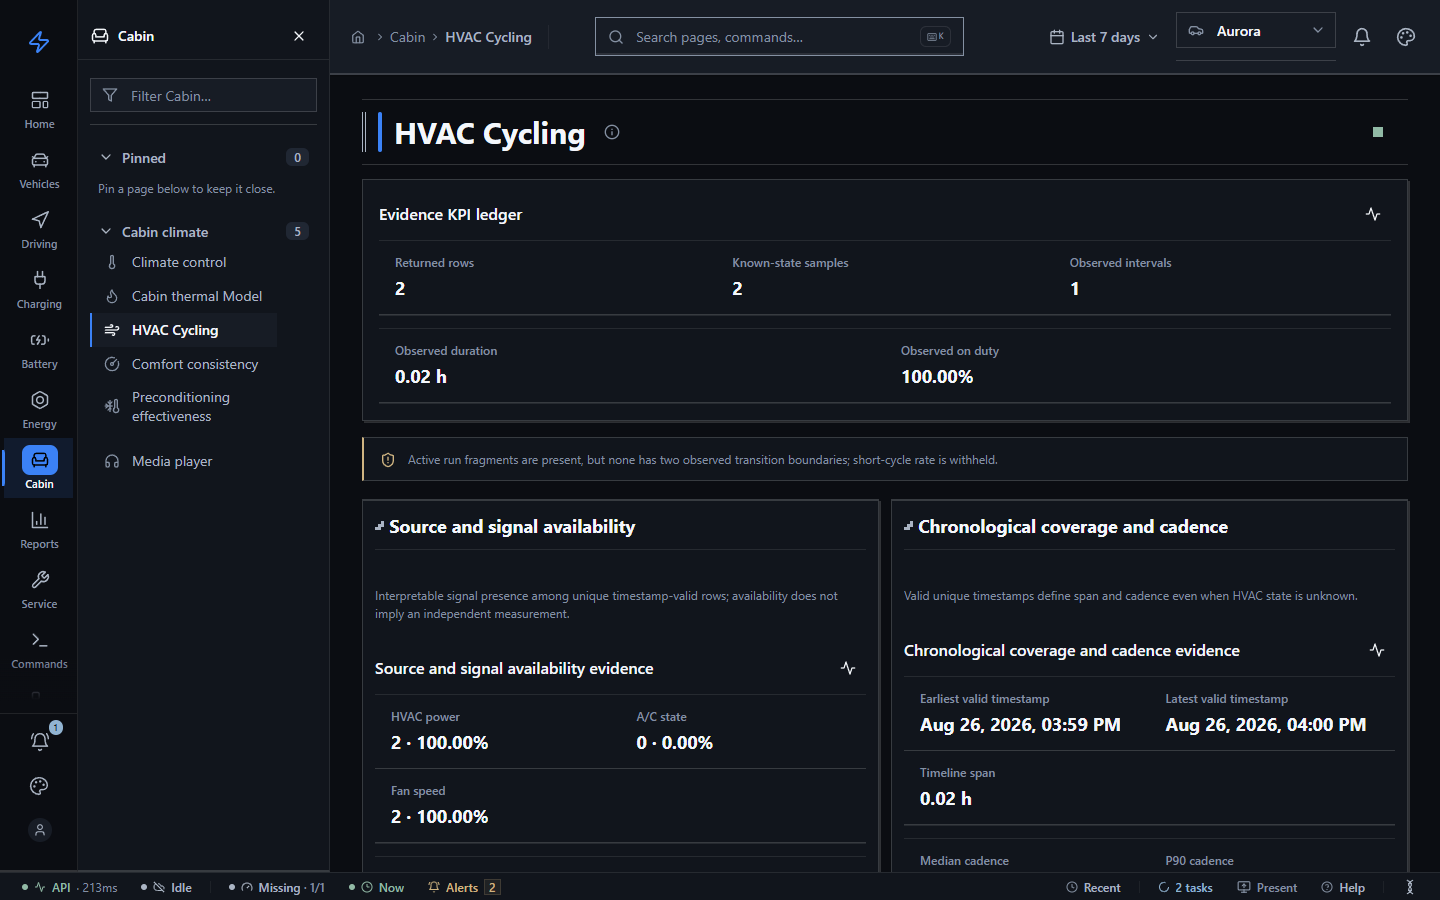 Home
Vehicles
Driving
Charging
Battery
Energy
Cabin
Reports
Service
Commands
1
Cabin
Filter Cabin...
Pinned
0
Pin a page below to keep it close.
Cabin climate
5
Climate control
Cabin thermal Model
HVAC Cycling
Comfort consistency
Preconditioning
effectiveness
Media player
Cabin
HVAC Cycling
Search pages, commands...
K
Last 7 days
Aurora
HVAC Cycling
Evidence KPI ledger
Returned rows
Known-state samples
Observed intervals
2
2
1
Observed duration
Observed on duty
0.02 h
100.00%
Active run fragments are present, but none has two observed transition boundaries; short-cycle rate is withheld.
Source and signal availability
Interpretable signal presence among unique timestamp-valid rows; availability does not
imply an independent measurement.
Source and signal availability evidence
HVAC power
A/C state
2 · 100.00%
0 · 0.00%
Fan speed
2 · 100.00%
Chronological coverage and cadence
Valid unique timestamps define span and cadence even when HVAC state is unknown.
Chronological coverage and cadence evidence
Earliest valid timestamp
Latest valid timestamp
Aug 26, 2026, 03:59 PM
Aug 26, 2026, 04:00 PM
Timeline span
0.02 h
Median cadence
P90 cadence
API · 213ms
Idle
Missing · 1/1
Now
Alerts 2
Recent
2 tasks
Present
Help